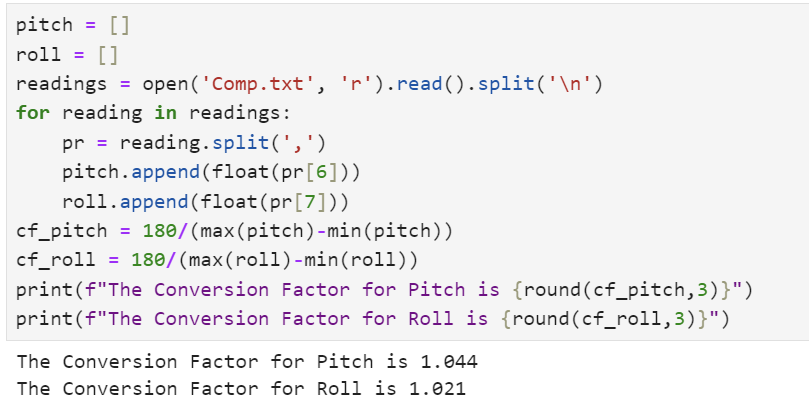 pitch = []
roll = []
readings = open('Comp.txt', 'r').read().split('\n')
for reading in readings:
    pr = reading.split(',')
    pitch.append(float(pr[6]))
    roll.append(float(pr[7]))
cf_pitch = 180/(max(pitch)-min(pitch))
cf_roll = 180/(max(roll)-min(roll))
print(f"The Conversion Factor for Pitch is {round(cf_pitch,3)}")
print(f"The Conversion Factor for Roll is {round(cf_roll,3)}")
The Conversion Factor for Pitch is 1.044
The Conversion Factor for Roll is 1.021